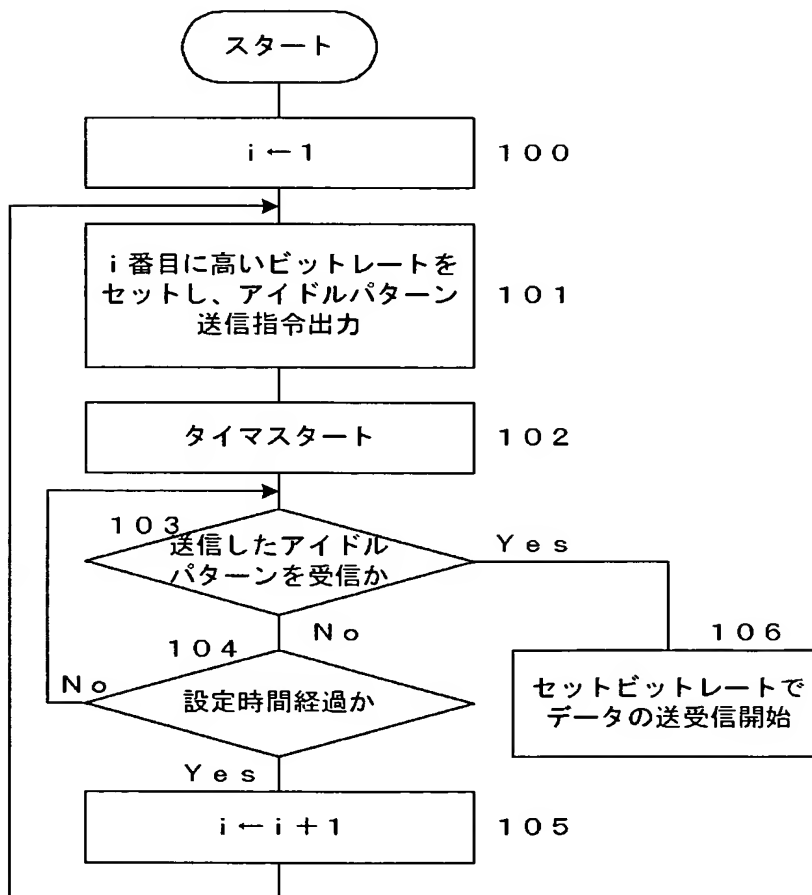 スタート
i←1
100
i番目に高いビットレートを
セットし、アイドルパターン
送信指令出力
101
タイマスタート
102
103
送信したアイドル
パターンを受信か
Yes
No
104
設定時間経過か
No
Yes
106
セットビットレートで
データの送受信開始
i←i+1
105